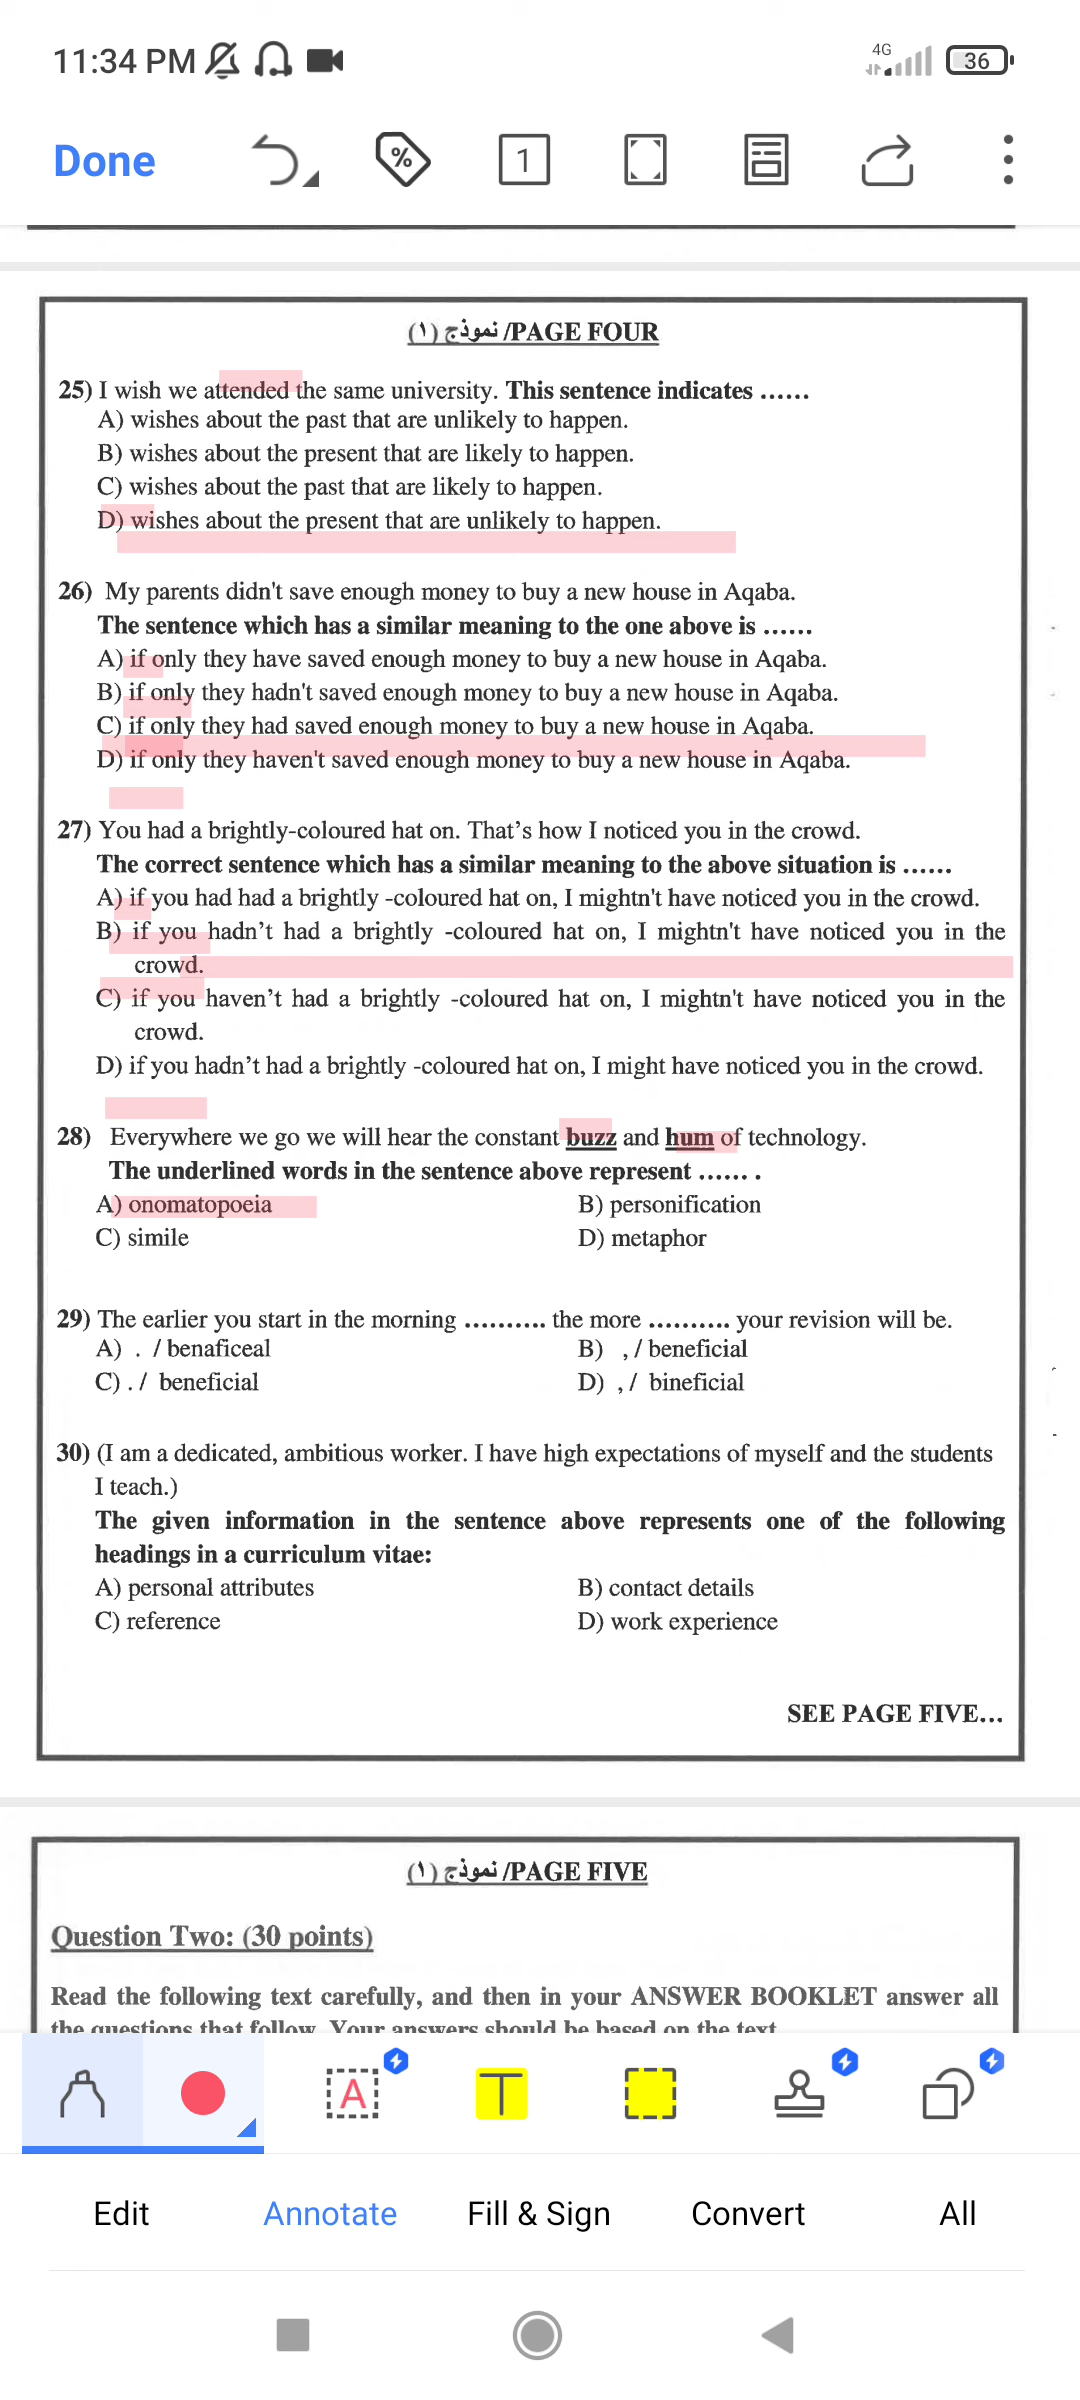 11:34 PM
4G
36
Done
%
1
نموذج (١) /PAGE FOUR
25) I wish we attended the same university. This sentence indicates ......
A) wishes about the past that are unlikely to happen.
B) wishes about the present that are likely to happen.
C) wishes about the past that are likely to happen.
D) wishes about the present that are unlikely to happen.
26) My parents didn't save enough money to buy a new house in Aqaba.
The sentence which has a similar meaning to the one above is ......
A) if only they have saved enough money to buy a new house in Aqaba.
B) if only they hadn't saved enough money to buy a new house in Aqaba.
C) if only they had saved enough money to buy a new house in Aqaba.
D) if only they haven't saved enough money to buy a new house in Aqaba.
27) You had a brightly-coloured hat on. That's how I noticed you in the crowd.
The correct sentence which has a similar meaning to the above situation is ......
A) if you had had a brightly -coloured hat on, I mightn't have noticed you in the crowd.
B) if you hadn't had a brightly -coloured hat on, I mightn't have noticed you in the
crowd.
C) if you haven't had a brightly -coloured hat on, I mightn't have noticed you in the
crowd.
D) if you hadn't had a brightly -coloured hat on, I might have noticed you in the crowd.
28) Everywhere we go we will hear the constant buzz and hum of technology.
The underlined words in the sentence above represent ...... .
A) onomatopoeia B) personification
C) simile D) metaphor
29) The earlier you start in the morning .......... the more .......... your revision will be.
A) . / benaficeal B) , / beneficial
C) . / beneficial D) , / bineficial
30) (I am a dedicated, ambitious worker. I have high expectations of myself and the students
I teach.)
The given information in the sentence above represents one of the following
headings in a curriculum vitae:
A) personal attributes B) contact details
C) reference D) work experience
SEE PAGE FIVE...
نموذج (١) /PAGE FIVE
Question Two: (30 points)
Read the following text carefully, and then in your ANSWER BOOKLET answer all
the questions that follow. Your answers should be based on the text.
A
T
Edit Annotate Fill & Sign Convert All